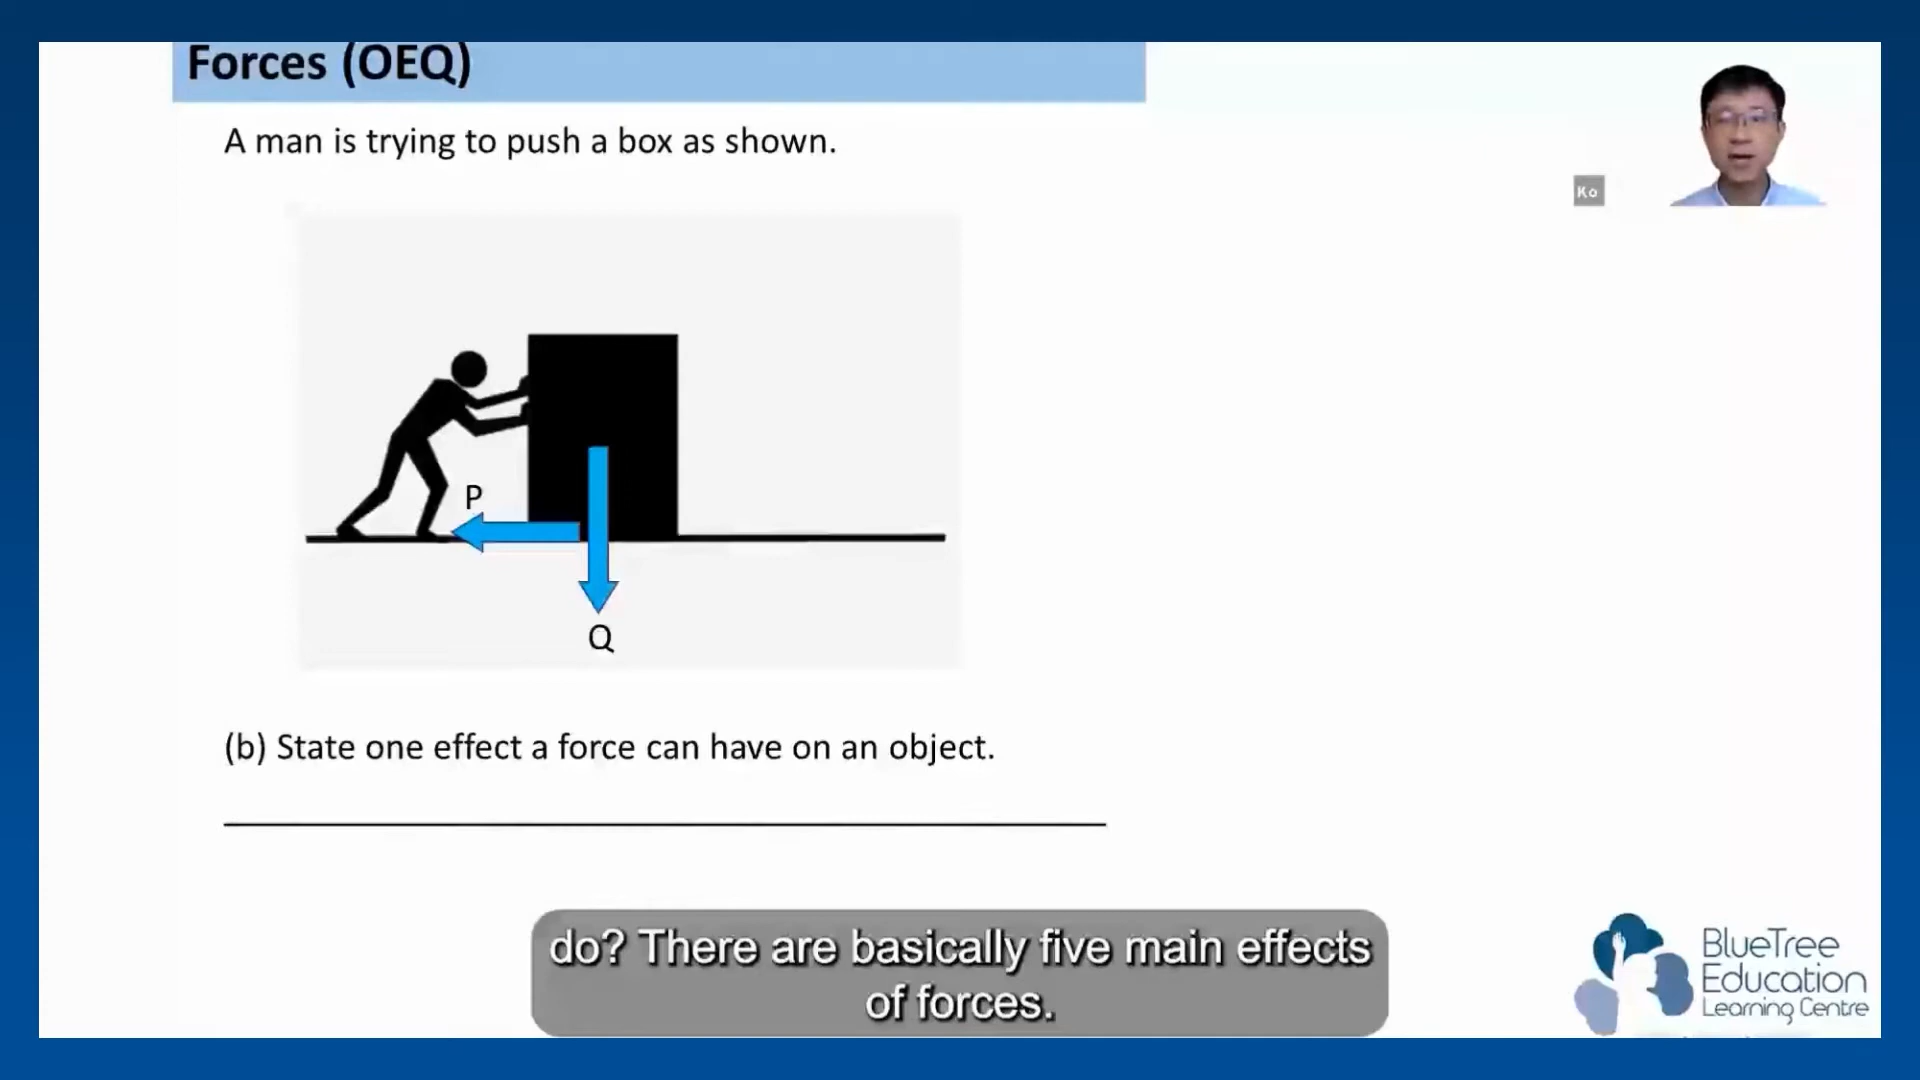 Forces (OEQ)
A man is trying to push a box as shown.
Ko
P
Q
(b) State one effect a force can have on an object.
do? There are basically five main effects
of forces.
BlueTree
Education
Learning Centre